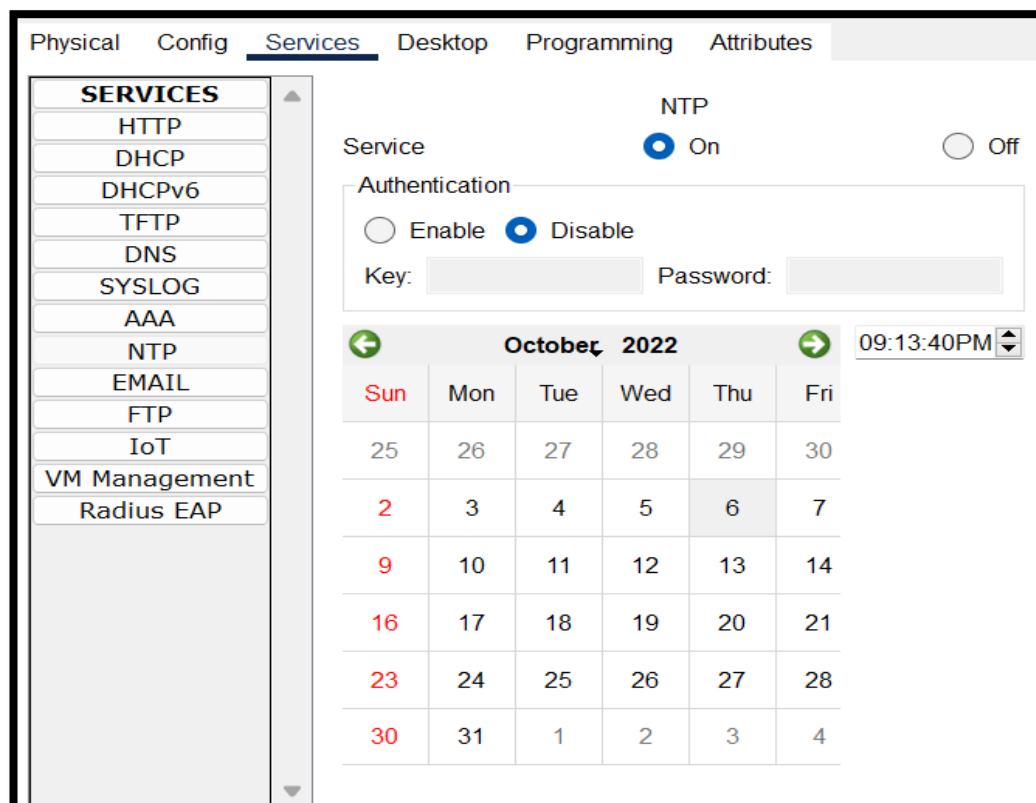 Physical Config Services Desktop Programming Attributes
SERVICES
HTTP
DHCP
DHCPv6
TFTP
DNS
SYSLOG
AAA
NTP
EMAIL
FTP
IoT
VM Management
Radius EAP
NTP
Service On Off
Authentication
Enable Disable
Key: Password:
October 2022 09:13:40PM
Sun Mon Tue Wed Thu Fri
25 26 27 28 29 30
2 3 4 5 6 7
9 10 11 12 13 14
16 17 18 19 20 21
23 24 25 26 27 28
30 31 1 2 3 4